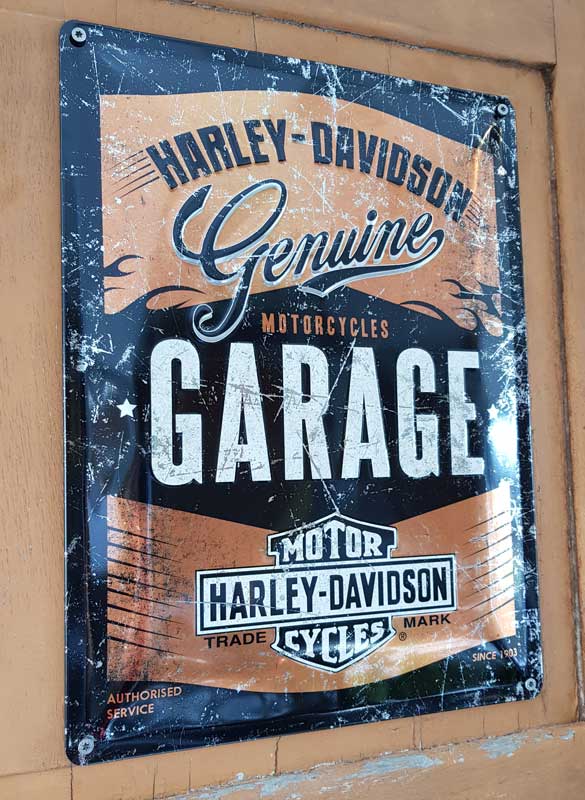 HARLEY-DAVIDSON
Genuine
MOTORCYCLES
GARAGE
MOTOR
HARLEY-DAVIDSON
CYCLES
TRADE MARK ®
SINCE 1903
AUTHORISED
SERVICE